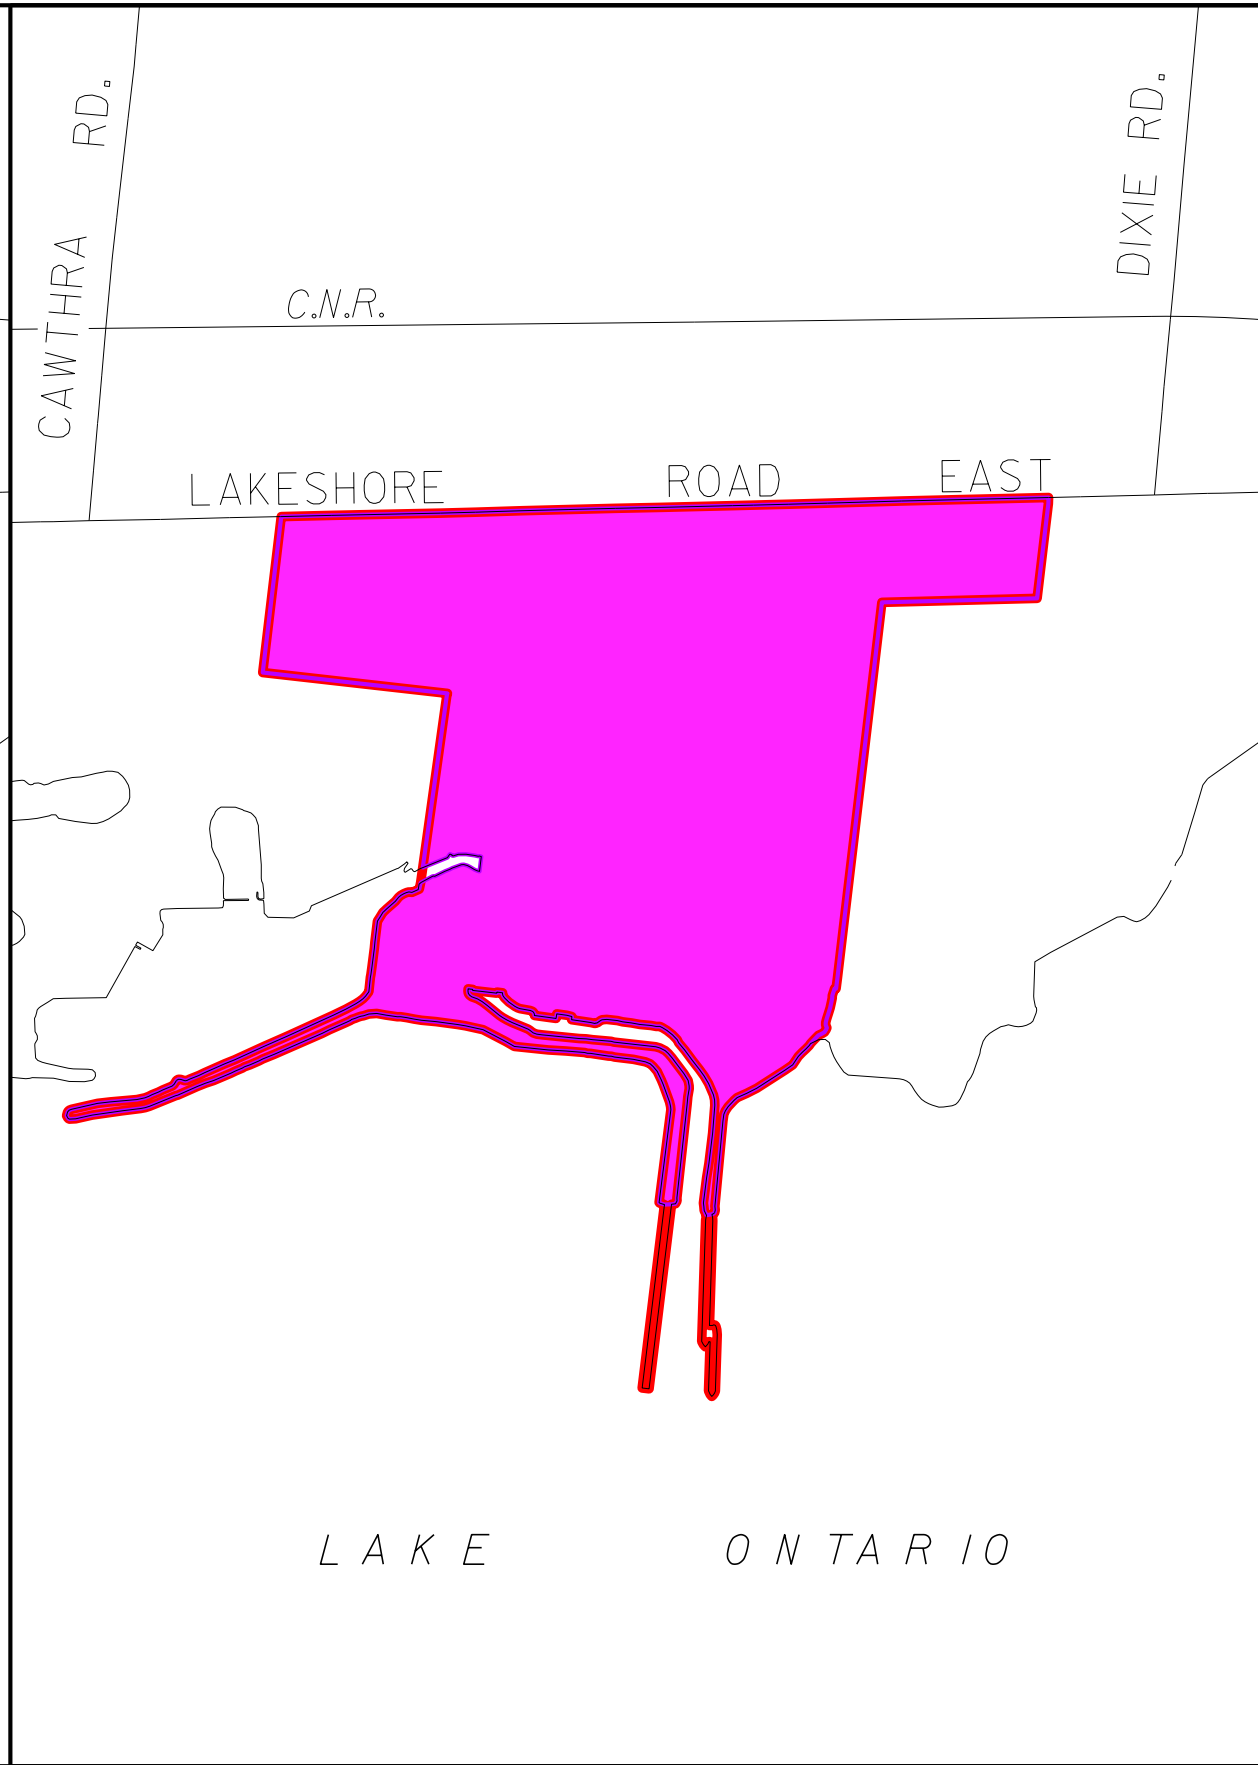 CAWTHRA RD.
DIXIE RD.
C.N.R.
LAKESHORE ROAD EAST
LAKE ONTARIO